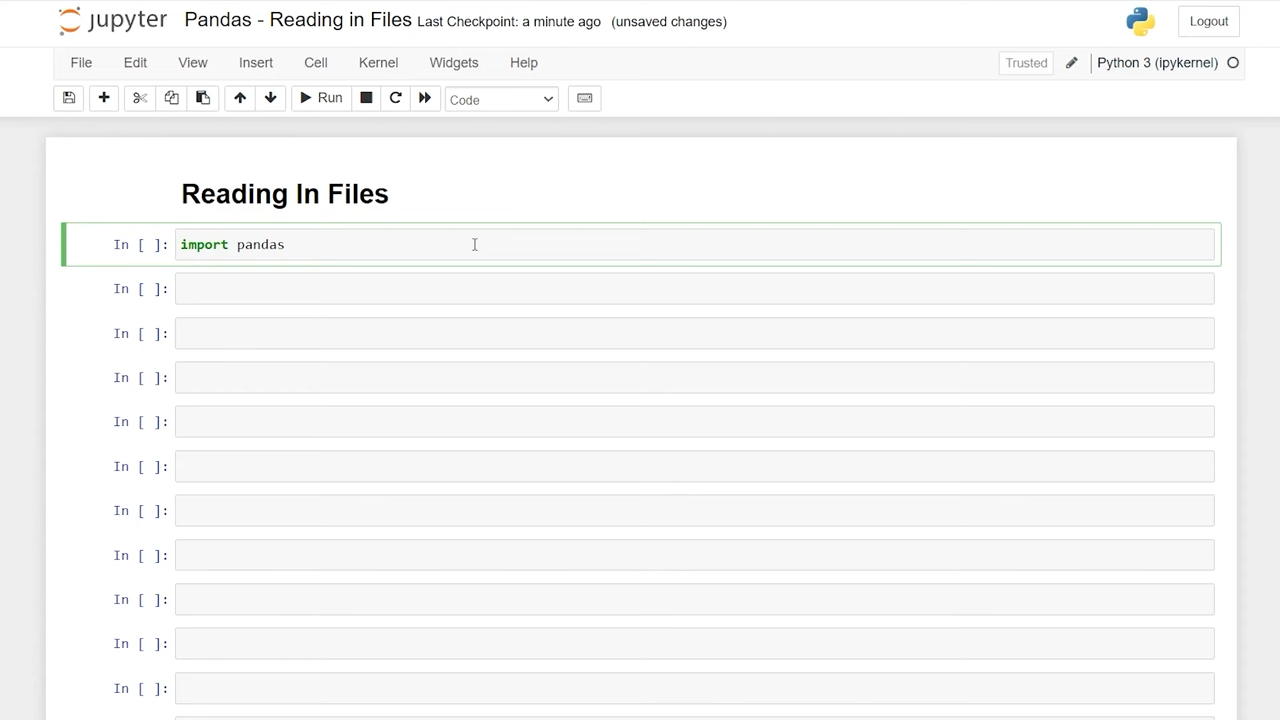 jupyter Pandas - Reading in Files Last Checkpoint: a minute ago (unsaved changes) Logout
File Edit View Insert Cell Kernel Widgets Help Trusted Python 3 (ipykernel)
Run Code
Reading In Files
In [ ]: import pandas
In [ ]:
In [ ]:
In [ ]:
In [ ]:
In [ ]:
In [ ]:
In [ ]:
In [ ]:
In [ ]:
In [ ]: